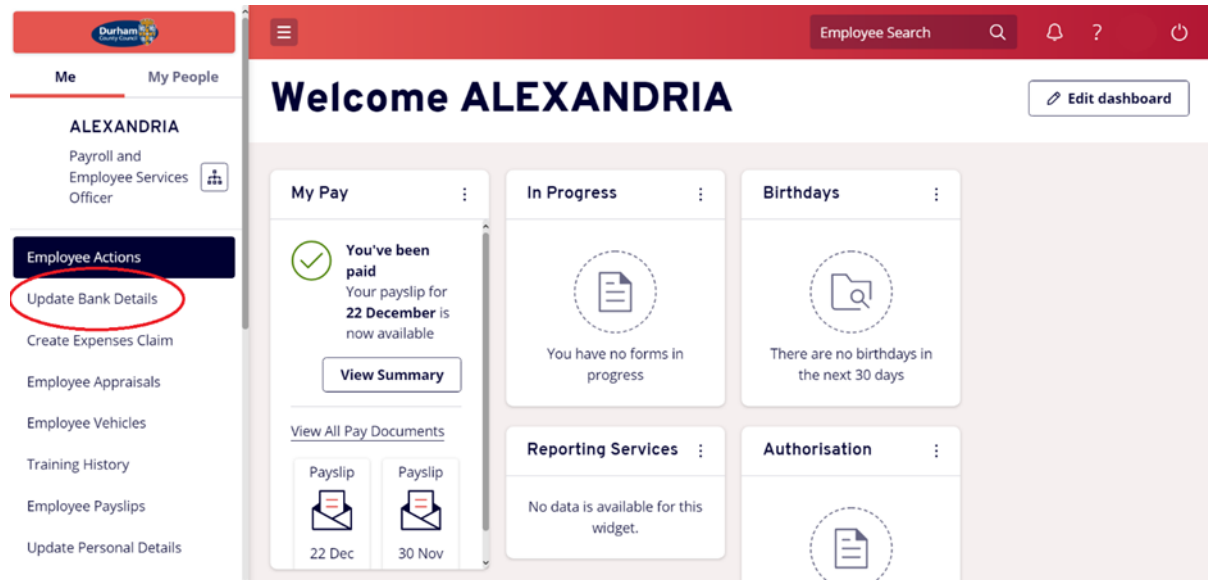 Durham
County Council
Me
My People
ALEXANDRIA
Payroll and
Employee Services
Officer
Employee Actions
Update Bank Details
Create Expenses Claim
Employee Appraisals
Employee Vehicles
Training History
Employee Payslips
Update Personal Details
Employee Search
?
Welcome ALEXANDRIA
Edit dashboard
My Pay
You've been
paid
Your payslip for
22 December is
now available
View Summary
View All Pay Documents
Payslip
22 Dec
Payslip
30 Nov
In Progress
You have no forms in
progress
Birthdays
There are no birthdays in
the next 30 days
Reporting Services
No data is available for this
widget.
Authorisation